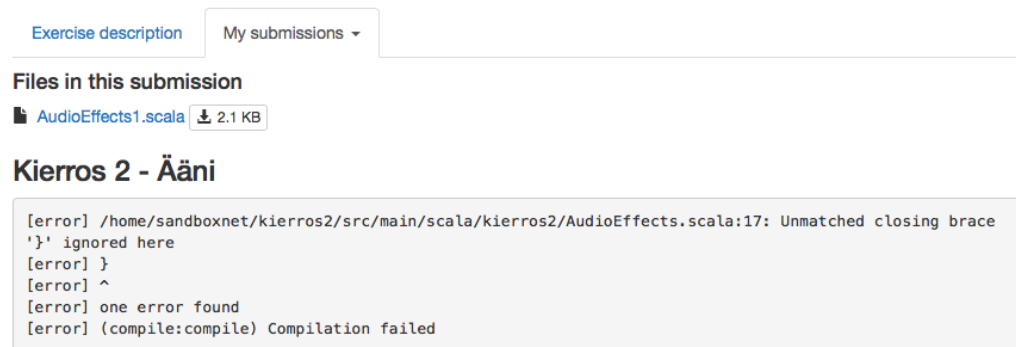 Exercise description
My submissions
Files in this submission
AudioEffects1.scala 2.1 KB
Kierros 2 - Ääni
[error] /home/sandboxnet/kierros2/src/main/scala/kierros2/AudioEffects.scala:17: Unmatched closing brace
'}' ignored here
[error] }
[error] ^
[error] one error found
[error] (compile:compile) Compilation failed